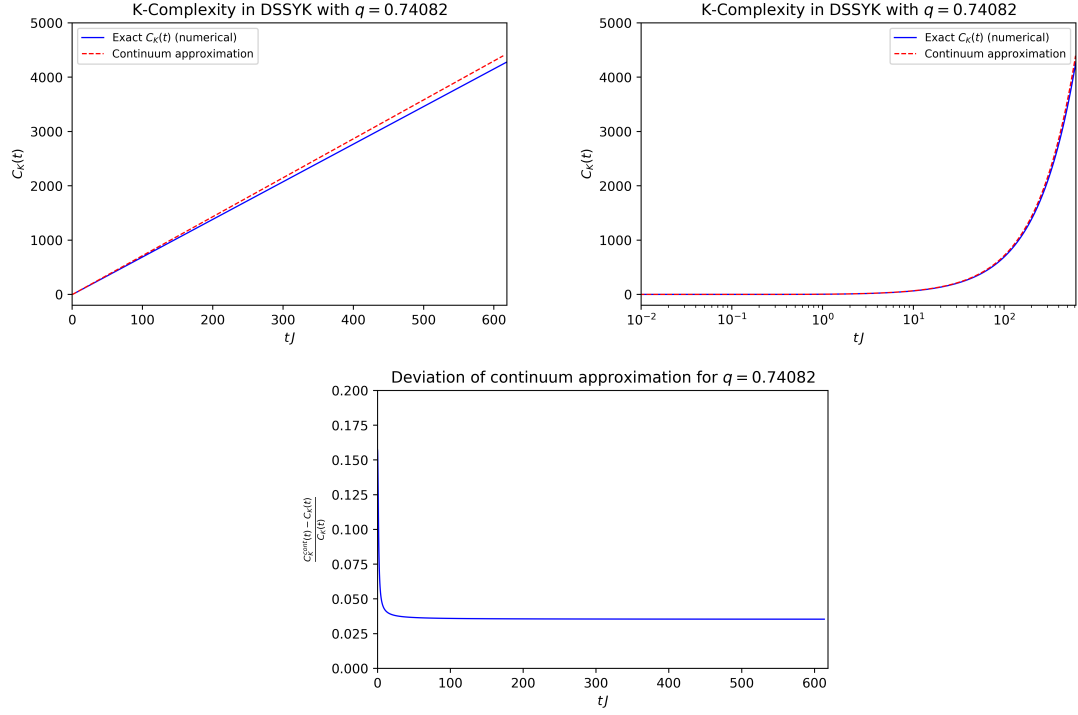 K-Complexity in DSSYK with q = 0.74082
5000
4000
3000
2000
1000
0
C_K(t)
Exact C_K(t) (numerical)
Continuum approximation
0 100 200 300 400 500 600
tJ
K-Complexity in DSSYK with q = 0.74082
5000
4000
3000
2000
1000
0
C_K(t)
Exact C_K(t) (numerical)
Continuum approximation
10^−2 10^−1 10^0 10^1 10^2
tJ
Deviation of continuum approximation for q = 0.74082
0.200
0.175
0.150
0.125
0.100
0.075
0.050
0.025
0.000
C_K^cont(t) − C_K(t)
C_K(t)
0 100 200 300 400 500 600
tJ